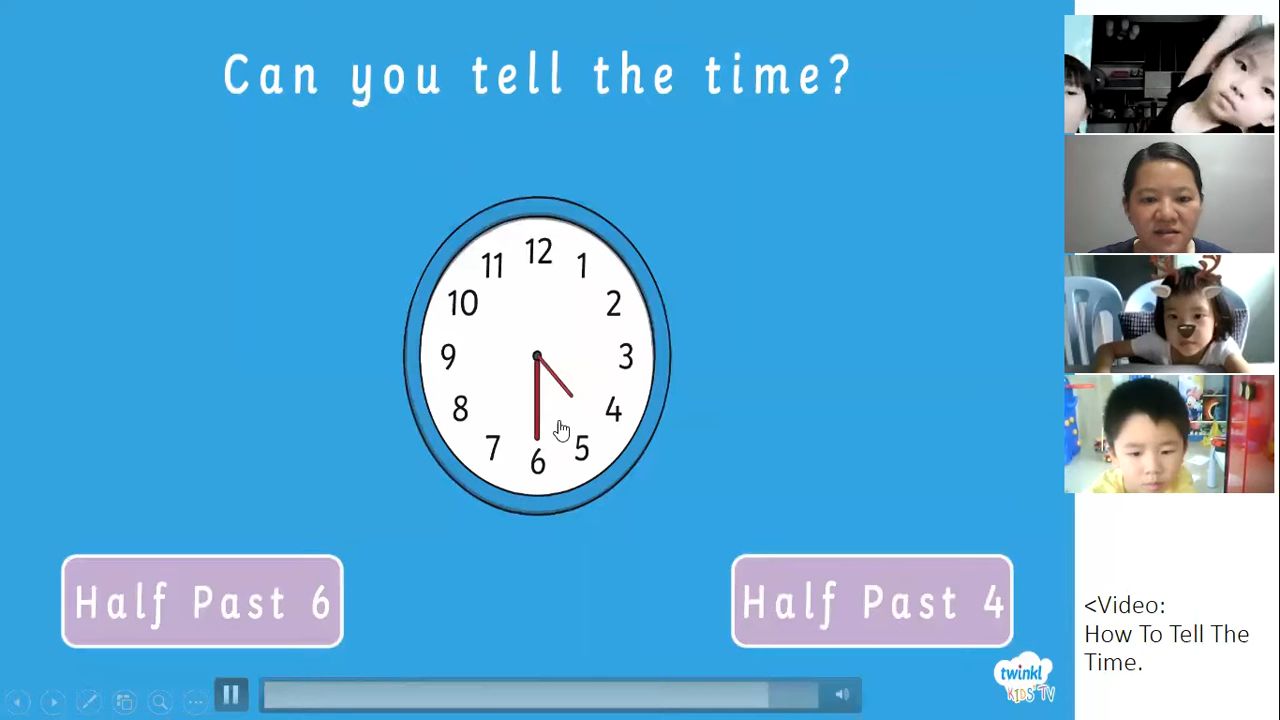 Can you tell the time?
12
11 1
10 2
9 3
8 4
7 5
6
Half Past 6
Half Past 4
twinkl
KIDS TV
<Video:
How To Tell The
Time.